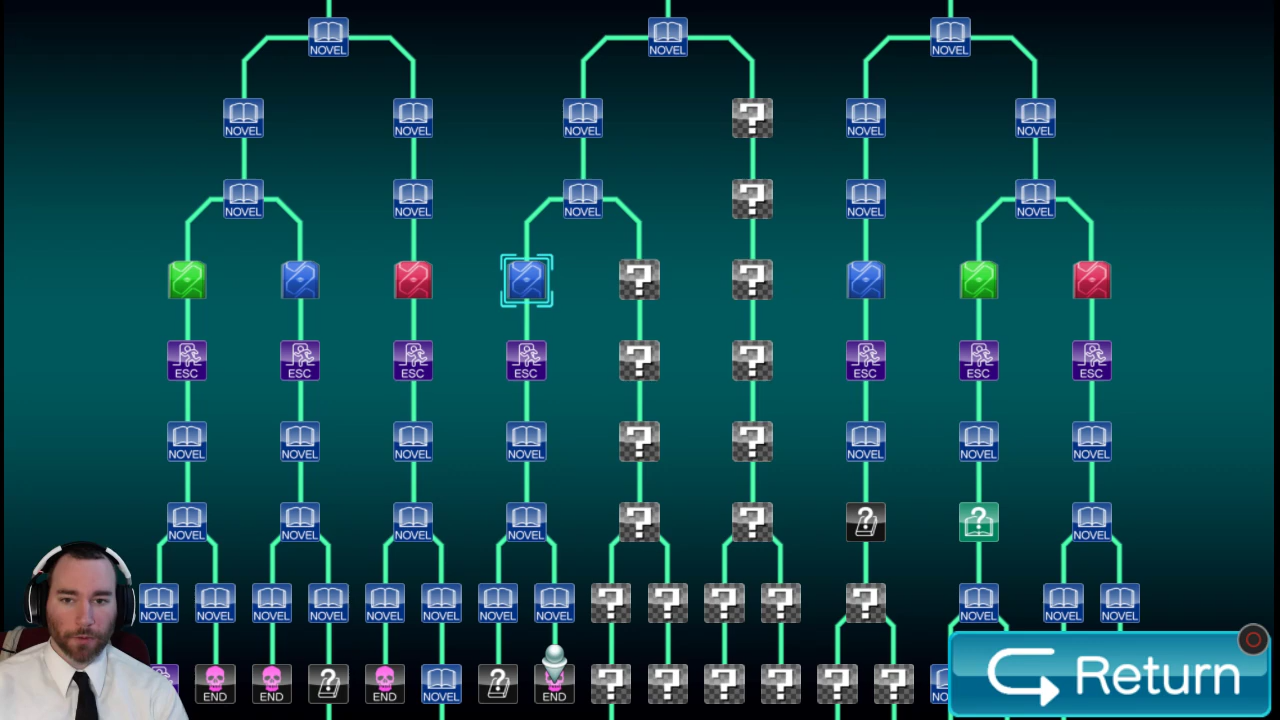 NOVEL NOVEL NOVEL
NOVEL NOVEL NOVEL ? NOVEL NOVEL
NOVEL NOVEL NOVEL ? NOVEL NOVEL
? ?
ESC ESC ESC ESC ? ? ESC ESC ESC
NOVEL NOVEL NOVEL NOVEL ? ? NOVEL NOVEL NOVEL
NOVEL NOVEL NOVEL NOVEL ? ? ? ? NOVEL
NOVEL NOVEL NOVEL NOVEL NOVEL NOVEL NOVEL NOVEL ? ? ? ? ? NOVEL NOVEL NOVEL
END END ? END NOVEL ? END ? ? ? ? ? ?
Return